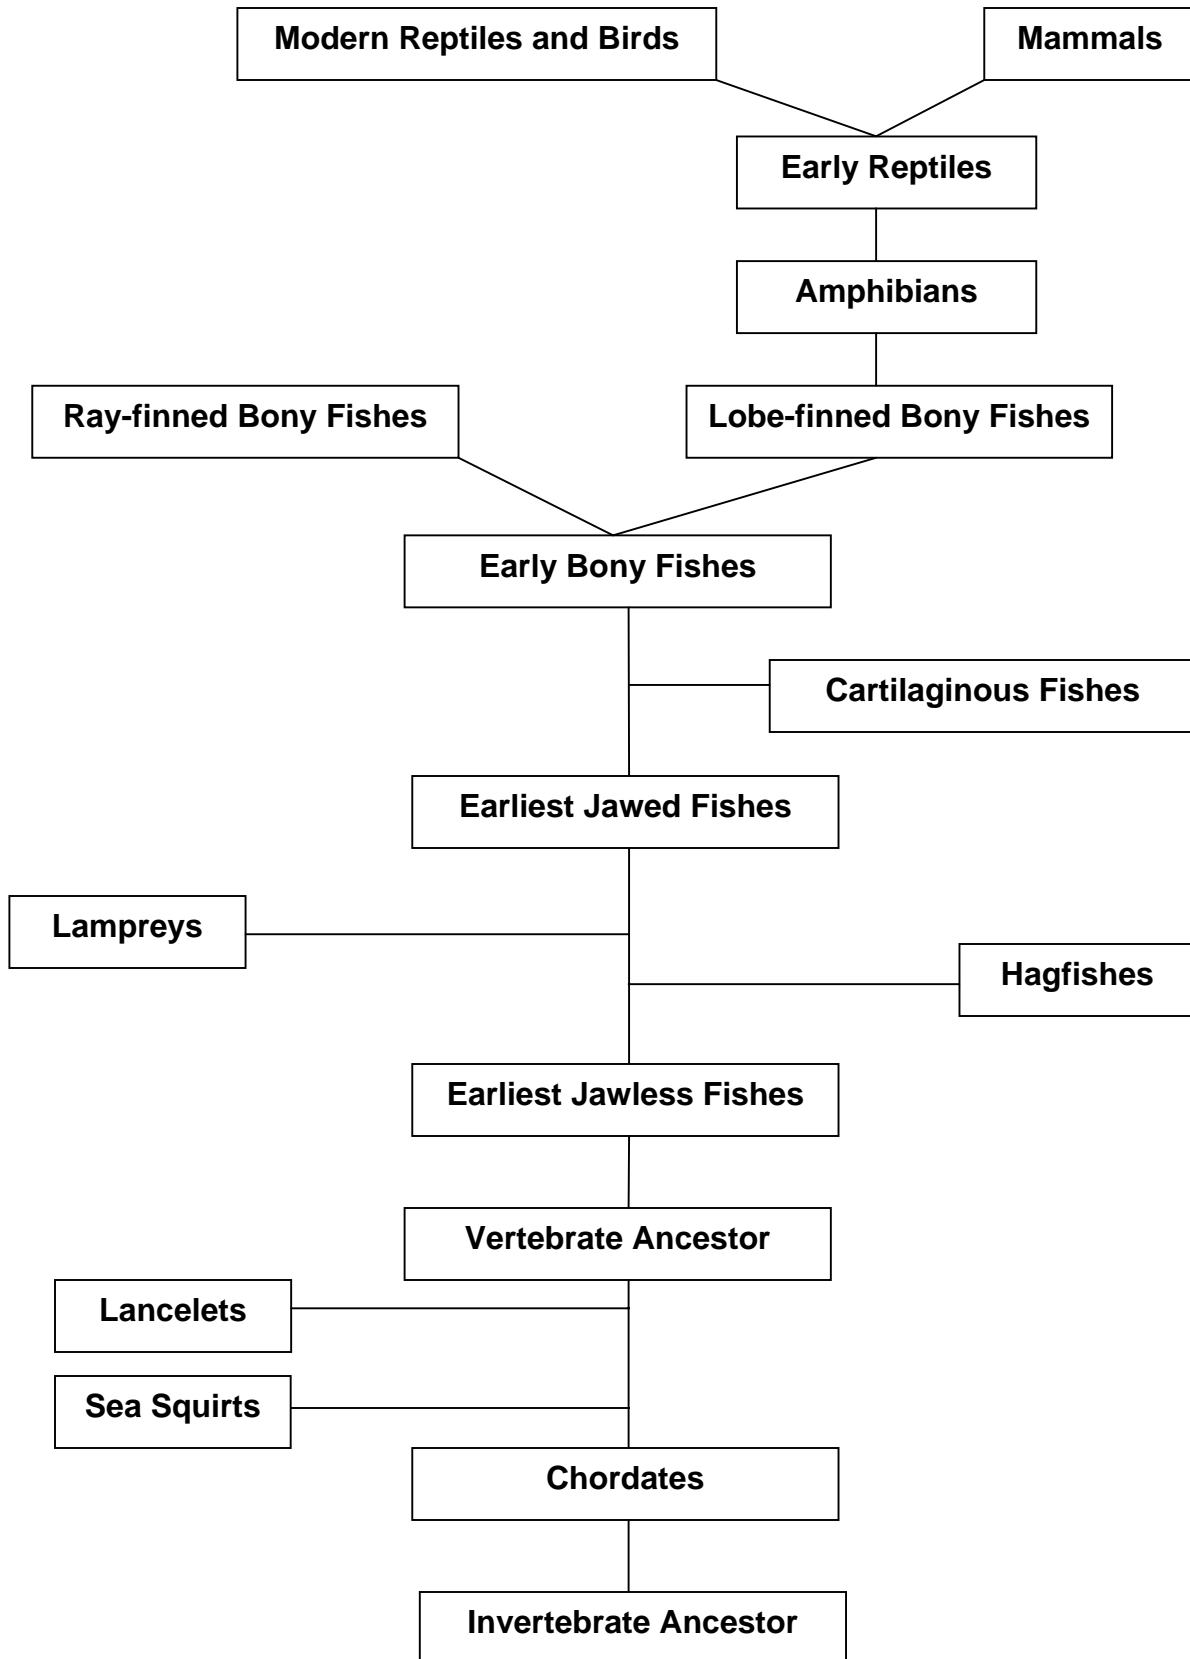 Modern Reptiles and Birds
Mammals
Early Reptiles
Amphibians
Ray-finned Bony Fishes
Lobe-finned Bony Fishes
Early Bony Fishes
Cartilaginous Fishes
Earliest Jawed Fishes
Lampreys
Hagfishes
Earliest Jawless Fishes
Vertebrate Ancestor
Lancelets
Sea Squirts
Chordates
Invertebrate Ancestor